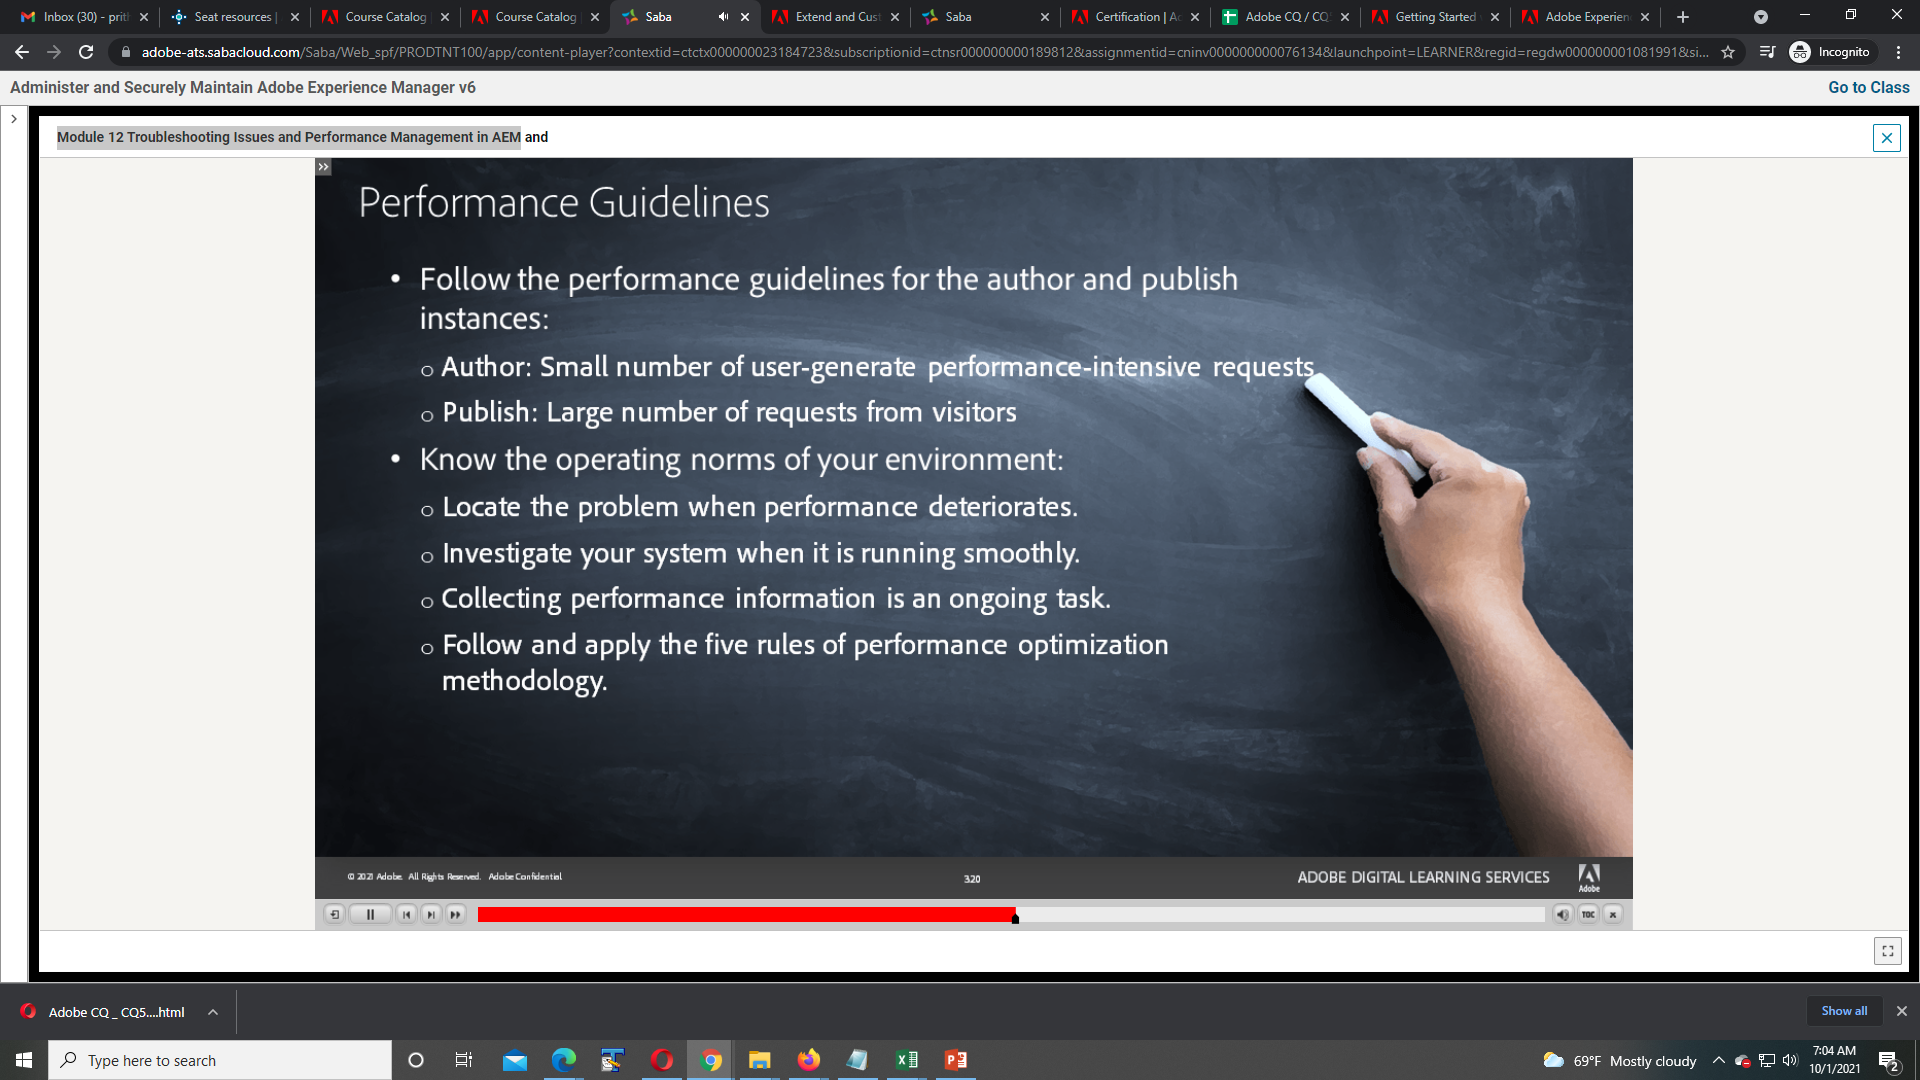 Inbox (30) - prith
Seat resources |
Course Catalog
Course Catalog
Saba
Extend and Cust
Saba
Certification | Ad
Adobe CQ / CQ5
Getting Started
Adobe Experien
adobe-ats.sabacloud.com/Saba/Web_spf/PRODTNT100/app/content-player?contextid=ctctx000000023184723&subscriptionid=ctnsr000000000189812&assignmentid=cninv000000000076134&launchpoint=LEARNER&regid=regdw000000001081991&si...
Incognito
Administer and Securely Maintain Adobe Experience Manager v6
Go to Class
Module 12 Troubleshooting Issues and Performance Management in AEM and
Performance Guidelines
• Follow the performance guidelines for the author and publish
instances:
o Author: Small number of user-generate performance-intensive requests
o Publish: Large number of requests from visitors
• Know the operating norms of your environment:
o Locate the problem when performance deteriorates.
o Investigate your system when it is running smoothly.
o Collecting performance information is an ongoing task.
o Follow and apply the five rules of performance optimization
methodology.
© 2021 Adobe. All Rights Reserved. Adobe Confidential
320
ADOBE DIGITAL LEARNING SERVICES
Adobe
TOC
Adobe CQ _ CQ5....html
Show all
Type here to search
69°F Mostly cloudy
7:04 AM
10/1/2021
2